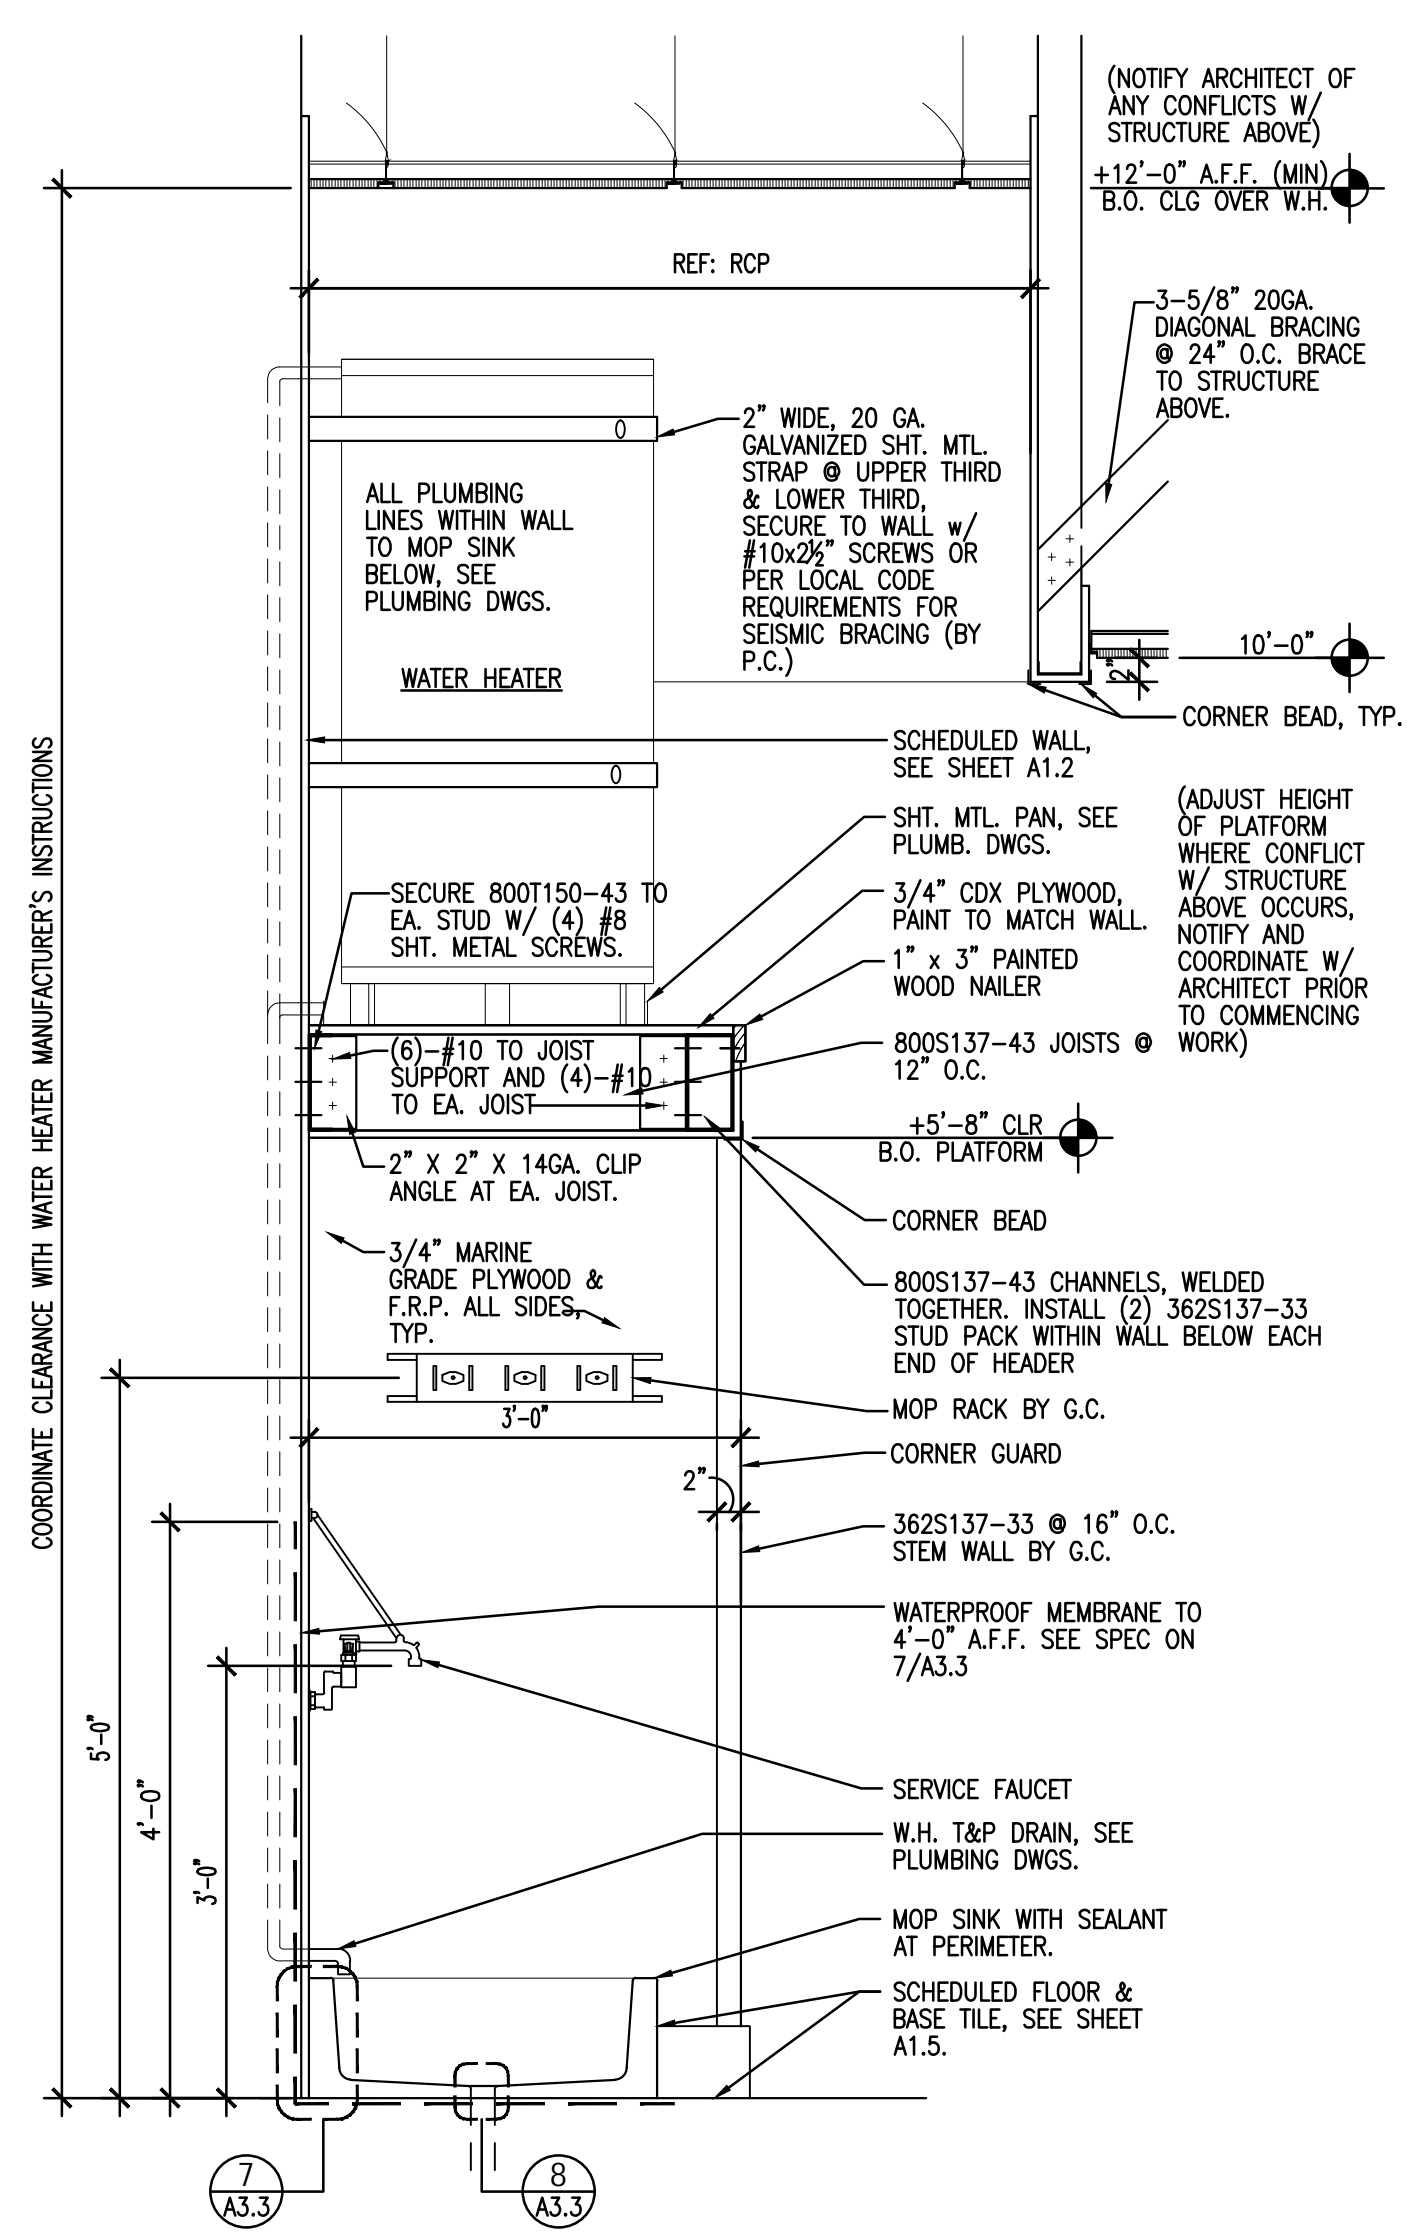 (NOTIFY ARCHITECT OF
ANY CONFLICTS W/
STRUCTURE ABOVE)
+12'-0" A.F.F. (MIN)
B.O. CLG OVER W.H.
REF: RCP
3-5/8" 20GA.
DIAGONAL BRACING
@ 24" O.C. BRACE
TO STRUCTURE
ABOVE.
2" WIDE, 20 GA.
GALVANIZED SHT. MTL.
STRAP @ UPPER THIRD
& LOWER THIRD,
SECURE TO WALL w/
#10x2½" SCREWS OR
PER LOCAL CODE
REQUIREMENTS FOR
SEISMIC BRACING (BY
P.C.)
ALL PLUMBING
LINES WITHIN WALL
TO MOP SINK
BELOW, SEE
PLUMBING DWGS.
WATER HEATER
10'-0"
2"
CORNER BEAD, TYP.
SCHEDULED WALL,
SEE SHEET A1.2
SHT. MTL. PAN, SEE
PLUMB. DWGS.
3/4" CDX PLYWOOD,
PAINT TO MATCH WALL.
1" x 3" PAINTED
WOOD NAILER
800S137-43 JOISTS @
12" O.C.
(ADJUST HEIGHT
OF PLATFORM
WHERE CONFLICT
W/ STRUCTURE
ABOVE OCCURS,
NOTIFY AND
COORDINATE W/
ARCHITECT PRIOR
TO COMMENCING
WORK)
SECURE 800T150-43 TO
EA. STUD W/ (4) #8
SHT. METAL SCREWS.
(6)-#10 TO JOIST
SUPPORT AND (4)-#10
TO EA. JOIST
+5'-8" CLR
B.O. PLATFORM
2" X 2" X 14GA. CLIP
ANGLE AT EA. JOIST.
CORNER BEAD
3/4" MARINE
GRADE PLYWOOD &
F.R.P. ALL SIDES,
TYP.
800S137-43 CHANNELS, WELDED
TOGETHER. INSTALL (2) 362S137-33
STUD PACK WITHIN WALL BELOW EACH
END OF HEADER
MOP RACK BY G.C.
3'-0"
CORNER GUARD
2"
362S137-33 @ 16" O.C.
STEM WALL BY G.C.
WATERPROOF MEMBRANE TO
4'-0" A.F.F. SEE SPEC ON
7/A3.3
COORDINATE CLEARANCE WITH WATER HEATER MANUFACTURER'S INSTRUCTIONS
5'-0"
4'-0"
3'-0"
SERVICE FAUCET
W.H. T&P DRAIN, SEE
PLUMBING DWGS.
MOP SINK WITH SEALANT
AT PERIMETER.
SCHEDULED FLOOR &
BASE TILE, SEE SHEET
A1.5.
7
A3.3
8
A3.3